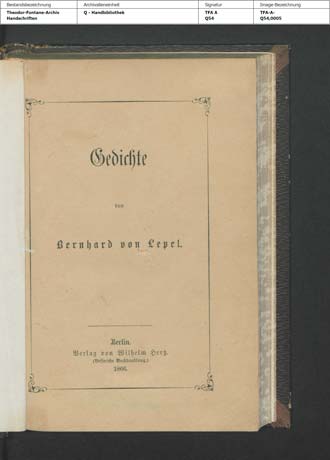 Bestandsbezeichnung Archivalieneinheit Signatur Image-Bezeichnung
Theodor-Fontane-Archiv Q - Handbibliothek TFA A TFA-A-
Handschriften Q54 Q54,0005
Gedichte
von
Bernhard von Lepel.
Berlin.
Verlag von Wilhelm Hertz.
(Bessersche Buchhandlung.)
1866.